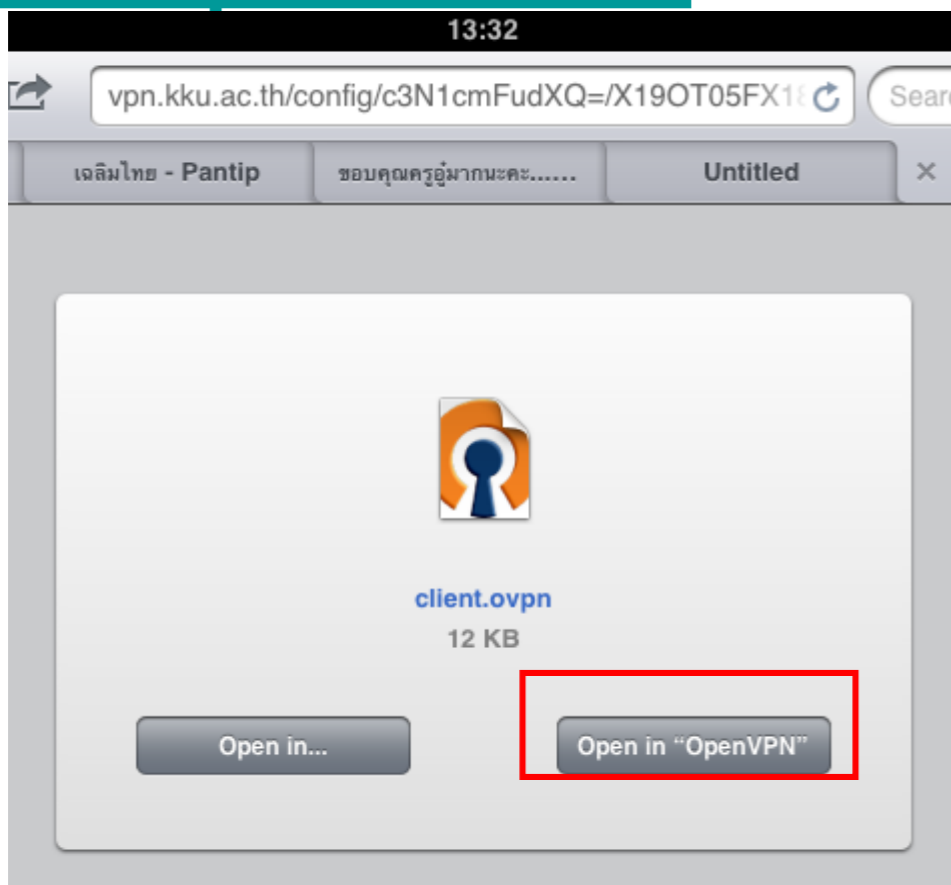 13:32
vpn.kku.ac.th/config/c3N1cmFudXQ=/X19OT05FX18
Sear
เฉลิมไทย - Pantip
ขอบคุณครูอู๋มากนะคะ......
Untitled
client.ovpn
12 KB
Open in...
Open in “OpenVPN”